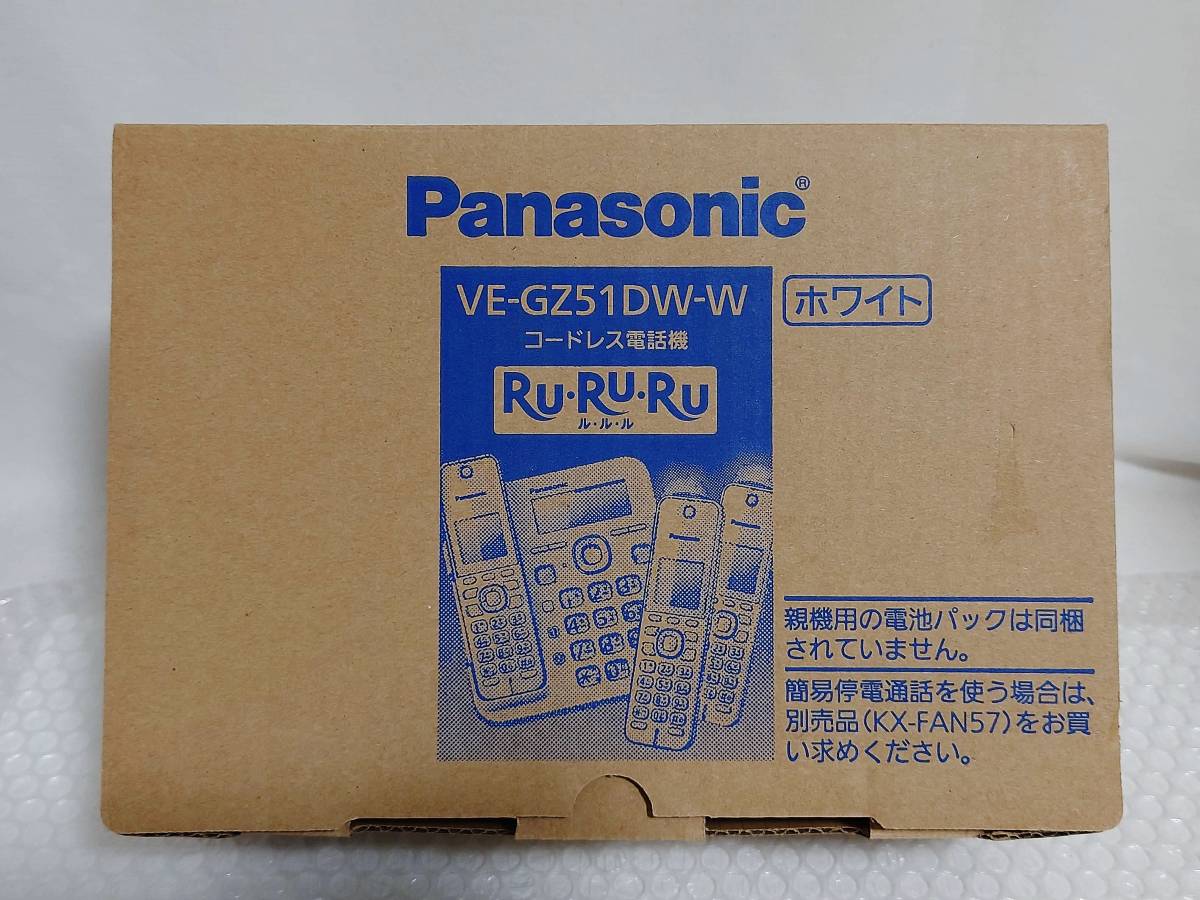 Panasonic®
VE-GZ51DW-W
ホワイト
コードレス電話機
RU・RU・RU
ル・ル・ル
Panasonic
親機用の電池パックは同梱
されていません。
簡易停電通話を使う場合は、
別売品(KX-FAN57)をお買
い求めください。